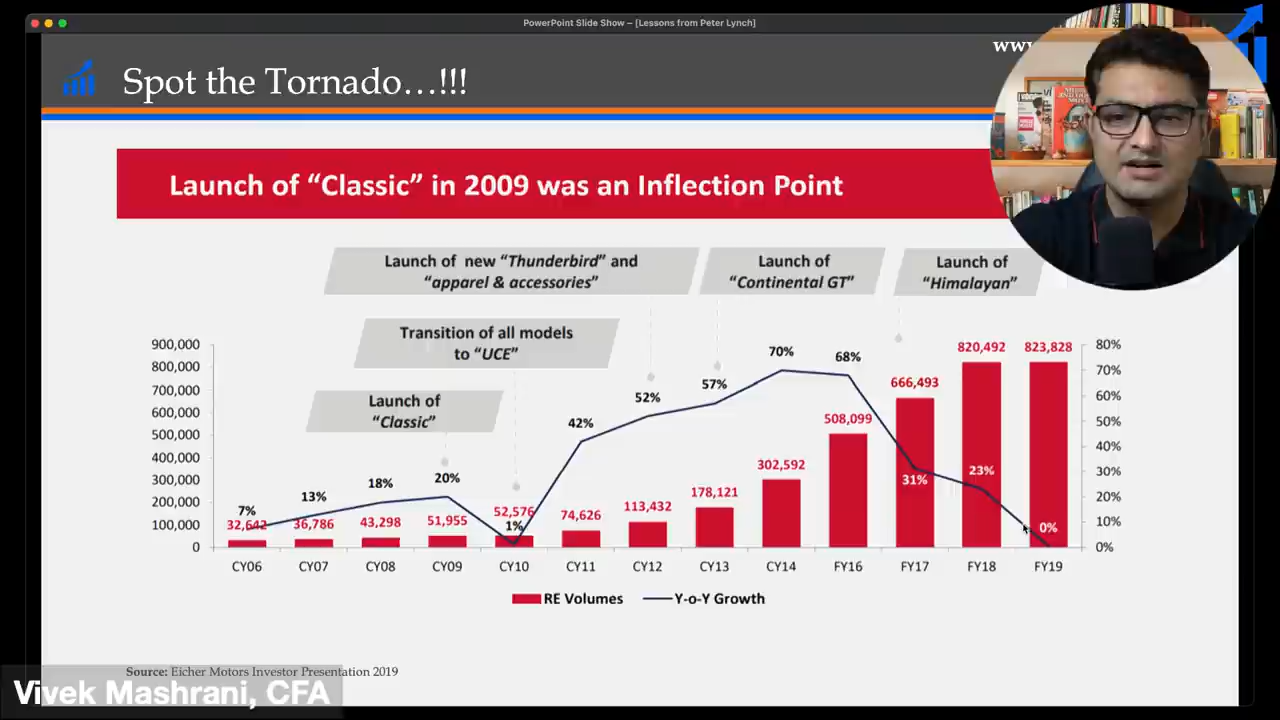 PowerPoint Slide Show – [Lessons from Peter Lynch]
www
Spot the Tornado…!!!
Launch of “Classic” in 2009 was an Inflection Point
Launch of new “Thunderbird” and
“apparel & accessories”
Launch of
“Continental GT”
Launch of
“Himalayan”
Transition of all models
to “UCE”
Launch of
“Classic”
900,000
800,000
700,000
600,000
500,000
400,000
300,000
200,000
100,000
0
80%
70%
60%
50%
40%
30%
20%
10%
0%
7%
13%
18%
20%
1%
42%
52%
57%
70%
68%
31%
23%
0%
32,642
36,786
43,298
51,955
52,576
74,626
113,432
178,121
302,592
508,099
666,493
820,492
823,828
CY06
CY07
CY08
CY09
CY10
CY11
CY12
CY13
CY14
FY16
FY17
FY18
FY19
RE Volumes
Y-o-Y Growth
Source: Eicher Motors Investor Presentation 2019
Vivek Mashrani, CFA